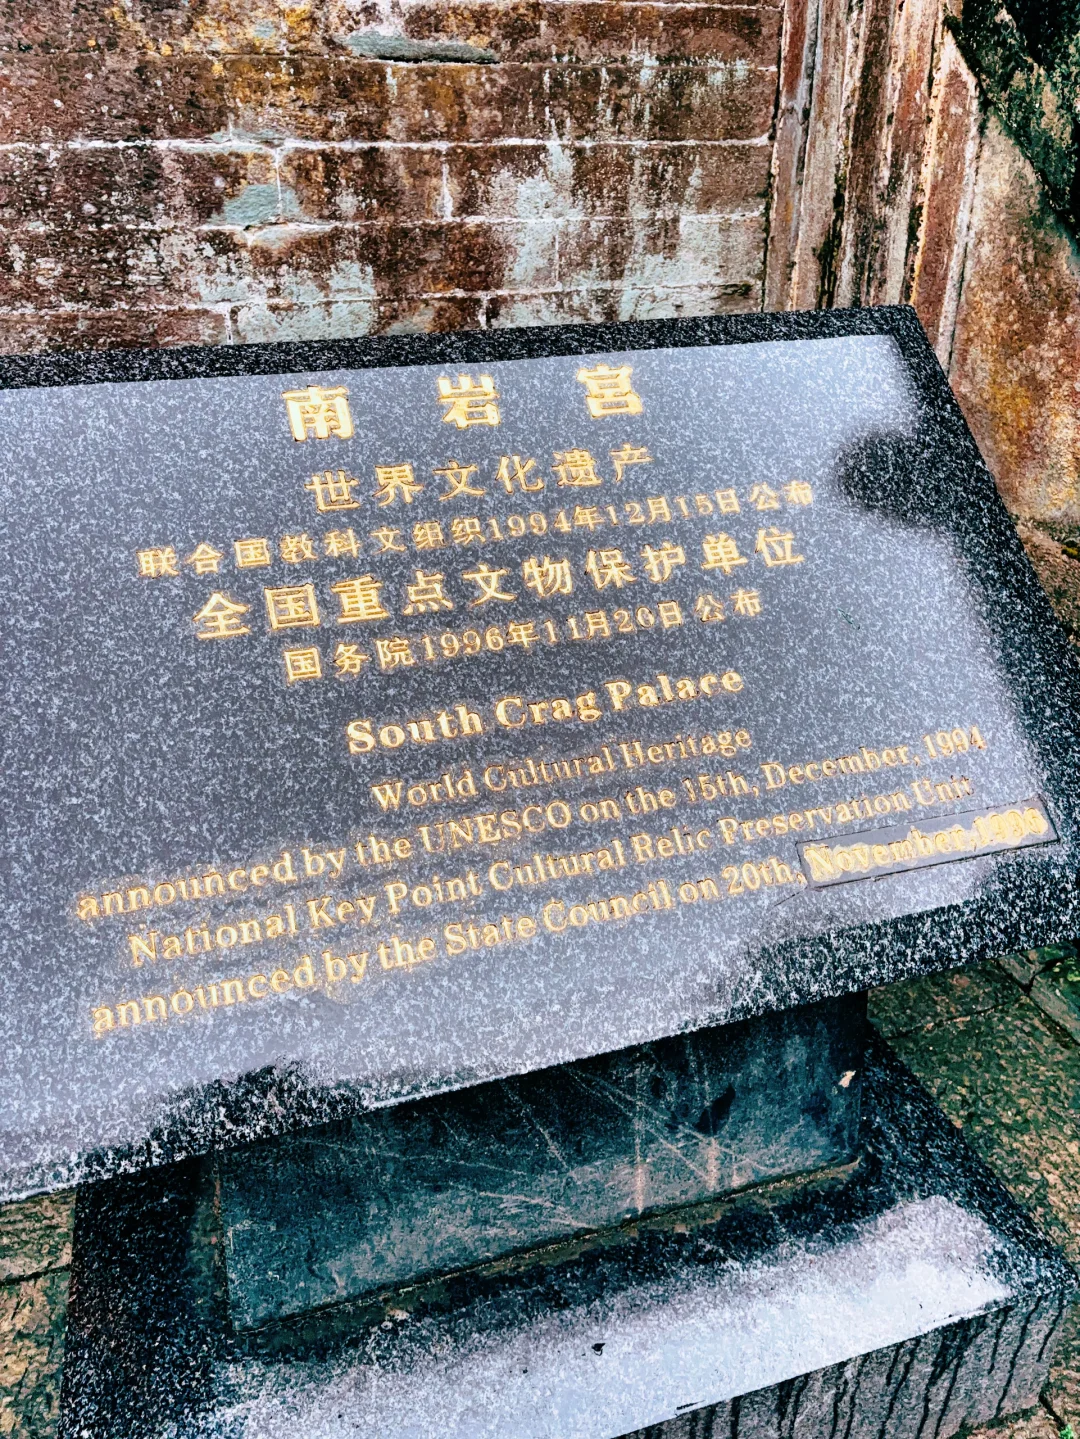 南岩宫
世界文化遗产
联合国教科文组织1994年12月15日公布
全国重点文物保护单位
国务院1996年11月20日公布
South Crag Palace
World Cultural Heritage
announced by the UNESCO on the 15th, December, 1994
National Key Point Cultural Relic Preservation Unit
announced by the State Council on 20th, November,1996